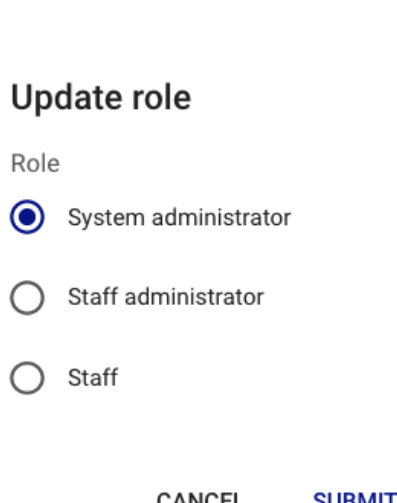 Update role
Role
System administrator
Staff administrator
Staff
CANCEL SUBMIT